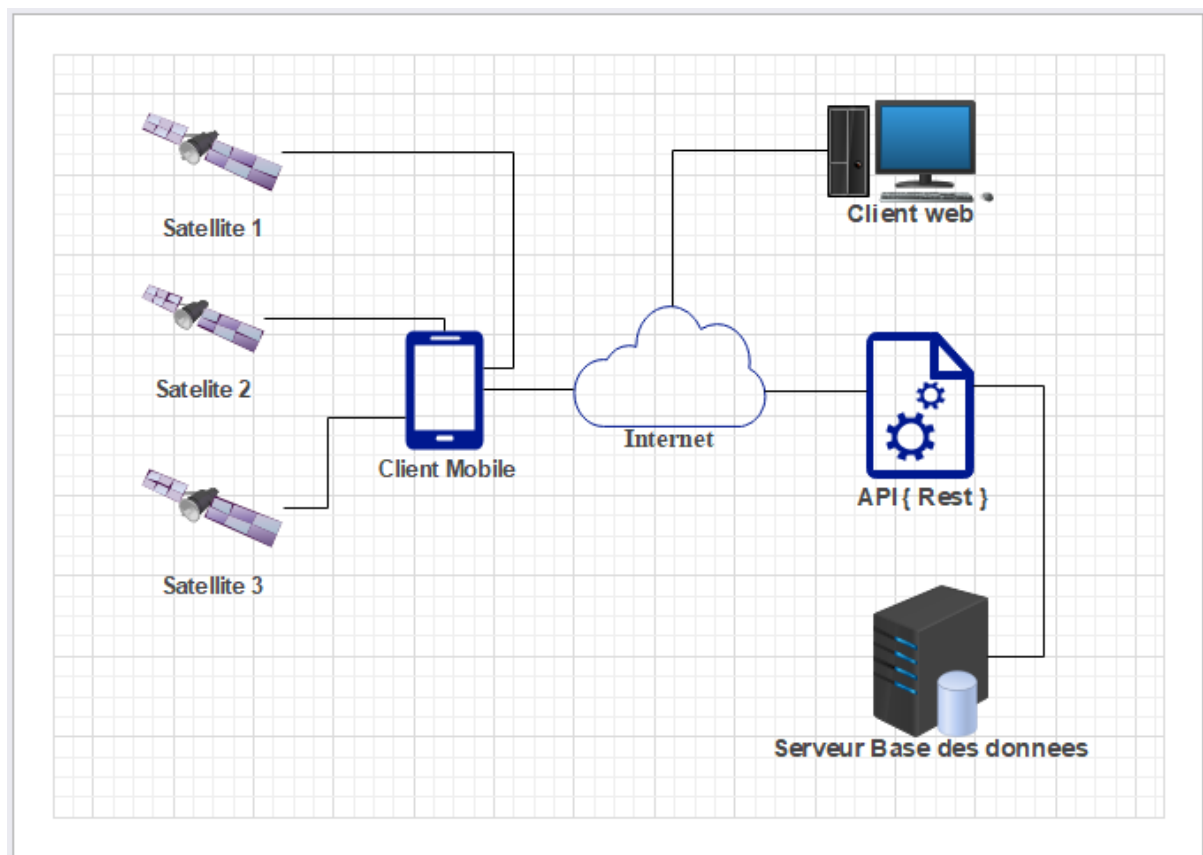 Satellite 1
Client web
Satelite 2
Internet
Client Mobile
API { Rest }
Satellite 3
Serveur Base des donnees